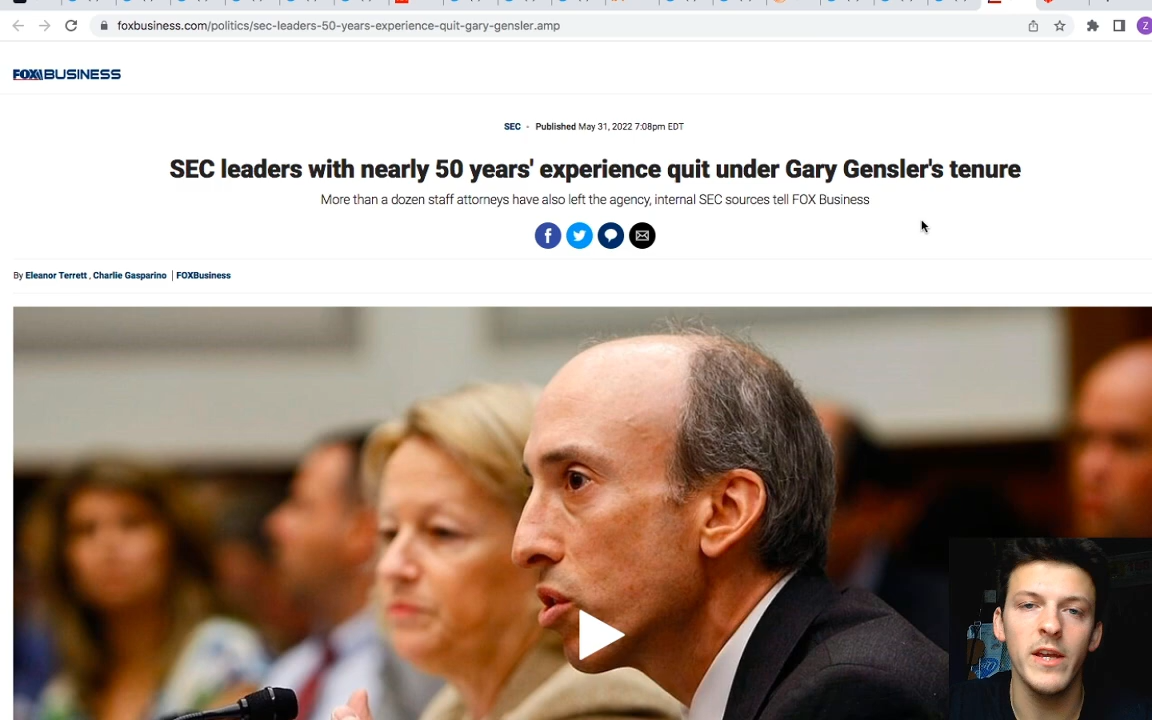 foxbusiness.com/politics/sec-leaders-50-years-experience-quit-gary-gensler.amp
Z
FOX BUSINESS
SEC - Published May 31, 2022 7:08pm EDT
SEC leaders with nearly 50 years' experience quit under Gary Gensler's tenure
More than a dozen staff attorneys have also left the agency, internal SEC sources tell FOX Business
f
By Eleanor Terrett , Charlie Gasparino | FOXBusiness